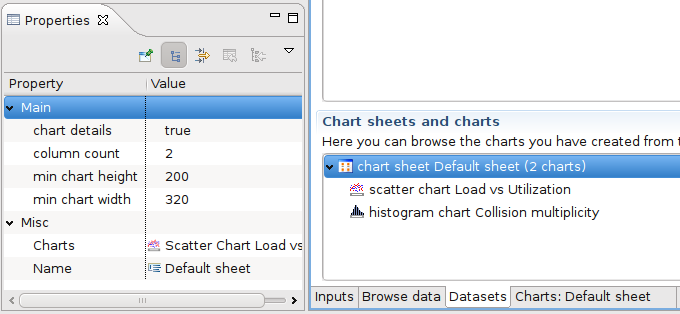 Properties
Property Value
Main
chart details true
column count 2
min chart height 200
min chart width 320
Misc
Charts Scatter Chart Load vs
Name Default sheet
Chart sheets and charts
Here you can browse the charts you have created from
chart sheet Default sheet (2 charts)
scatter chart Load vs Utilization
histogram chart Collision multiplicity
Inputs Browse data Datasets Charts: Default sheet